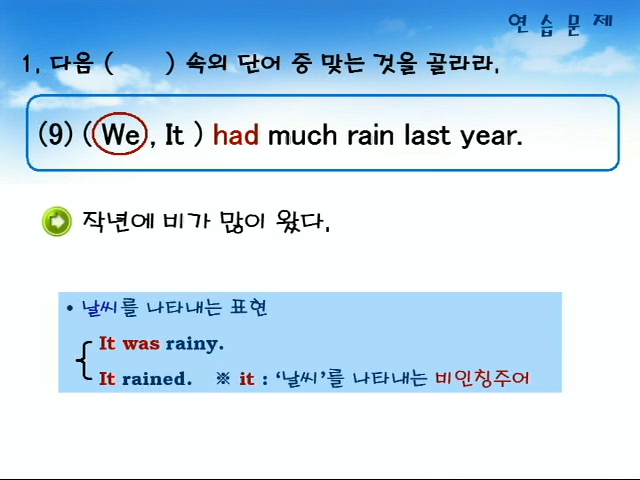 연 습 문 제
1. 다음 (      ) 속의 단어 중 맞는 것을 골라라.
(9) ( We , It ) had much rain last year.
작년에 비가 많이 왔다.
• 날씨를 나타내는 표현
It was rainy.
It rained. ※ it : ‘날씨’를 나타내는 비인칭주어